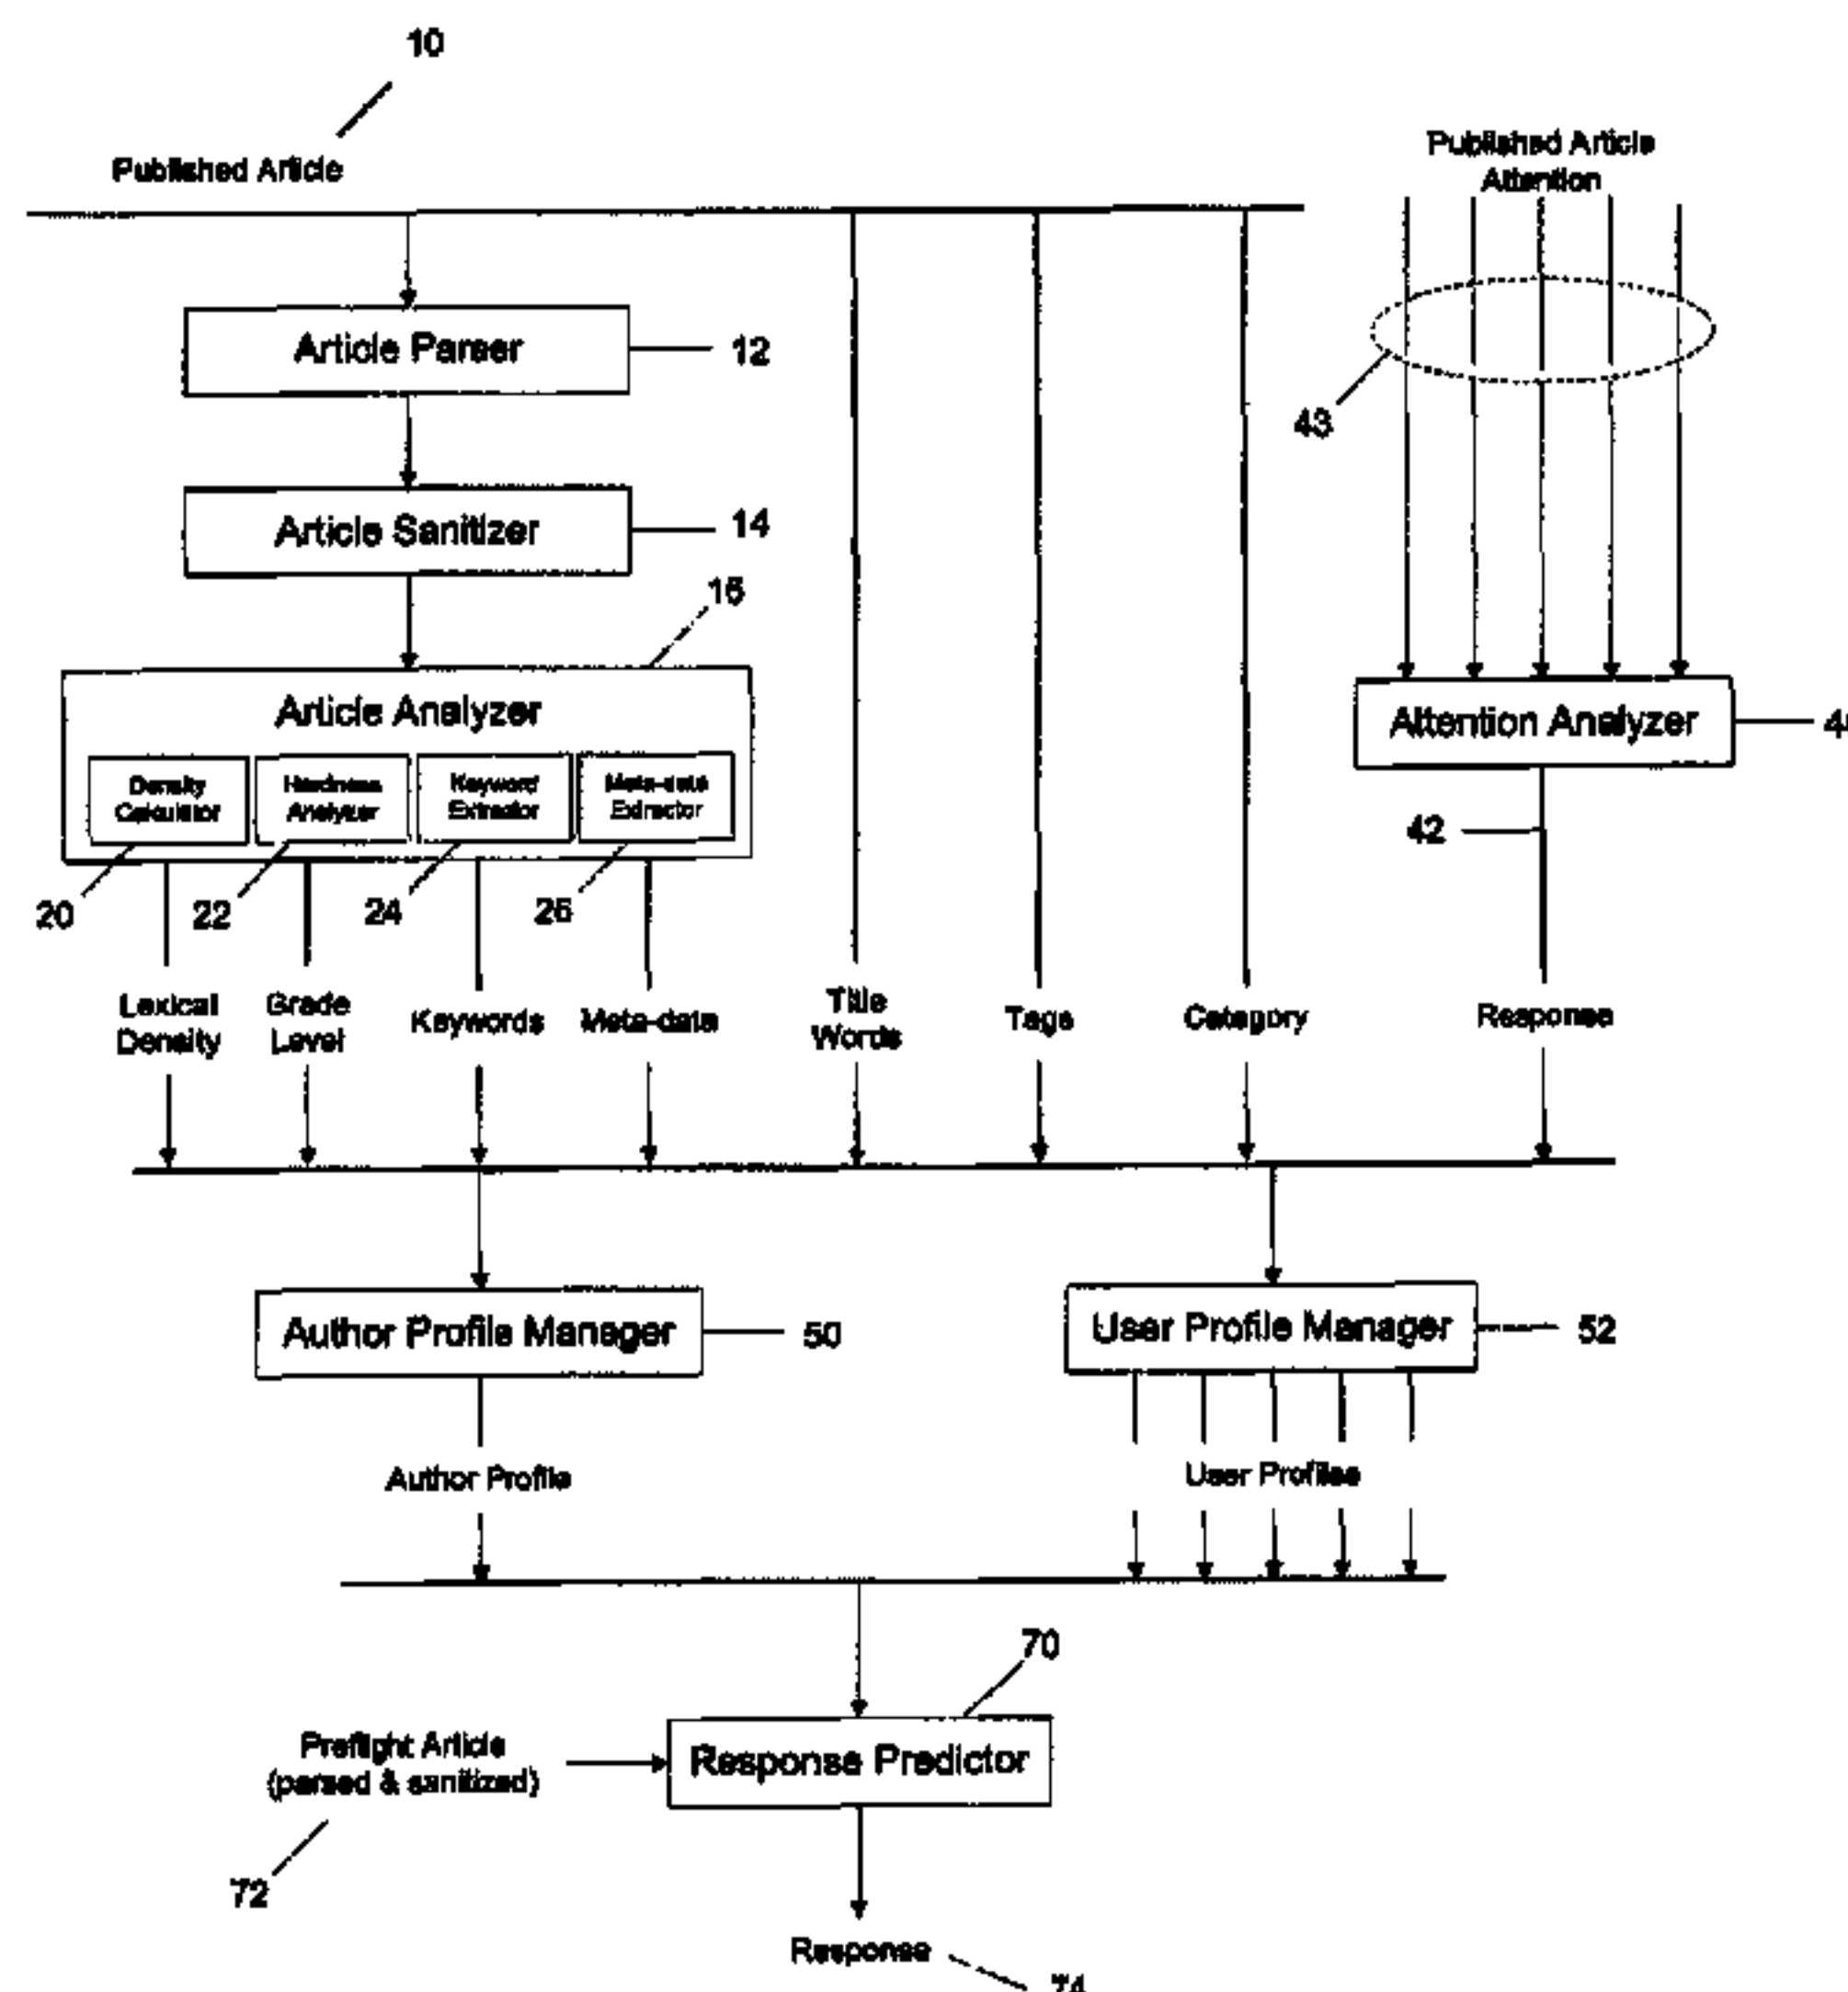 10
Published Article
Published Article
Attention
Article Parser
12
43
Article Sanitizer
14
Article Analyzer
Attention Analyzer
Density
Calculator
Hardness
Analyzer
Keyword
Extractor
Meta-data
Extractor
42
20
22
24
26
Lexical
Density
Grade
Level
Keywords
Meta-data
Title
Words
Tags
Category
Response
Author Profile Manager
50
User Profile Manager
52
Author Profile
User Profiles
70
Preflight Article
(parsed & sanitized)
Response Predictor
72
Response
74